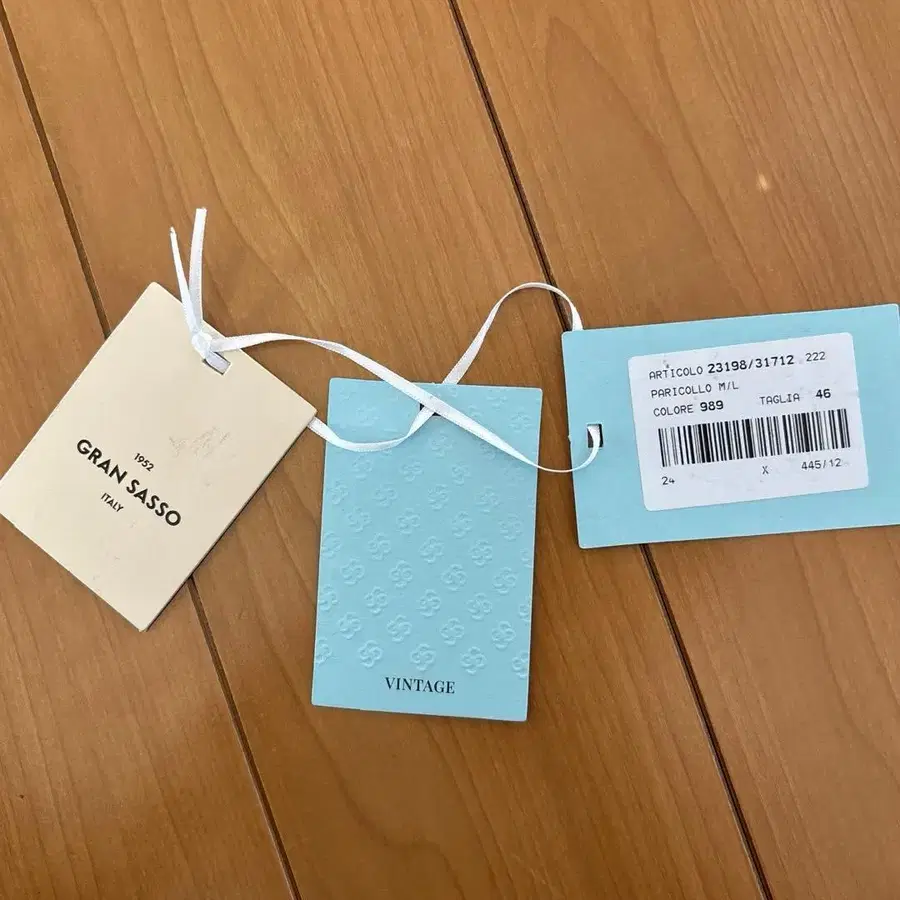 1952
GRAN SASSO
ITALY
VINTAGE
ARTICOLO 23198/31712 222
PARICOLLO M/L
COLORE 989 TAGLIA 46
24 X 445/12